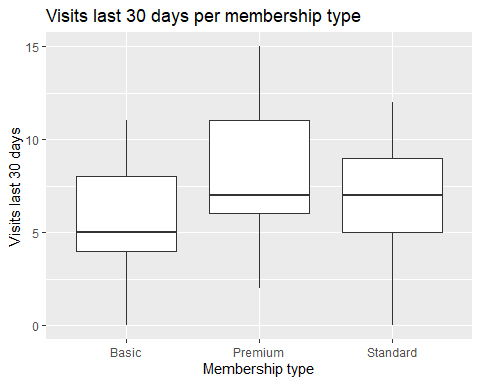 Visits last 30 days per membership type
Visits last 30 days
15
10
5
0
Basic
Premium
Standard
Membership type